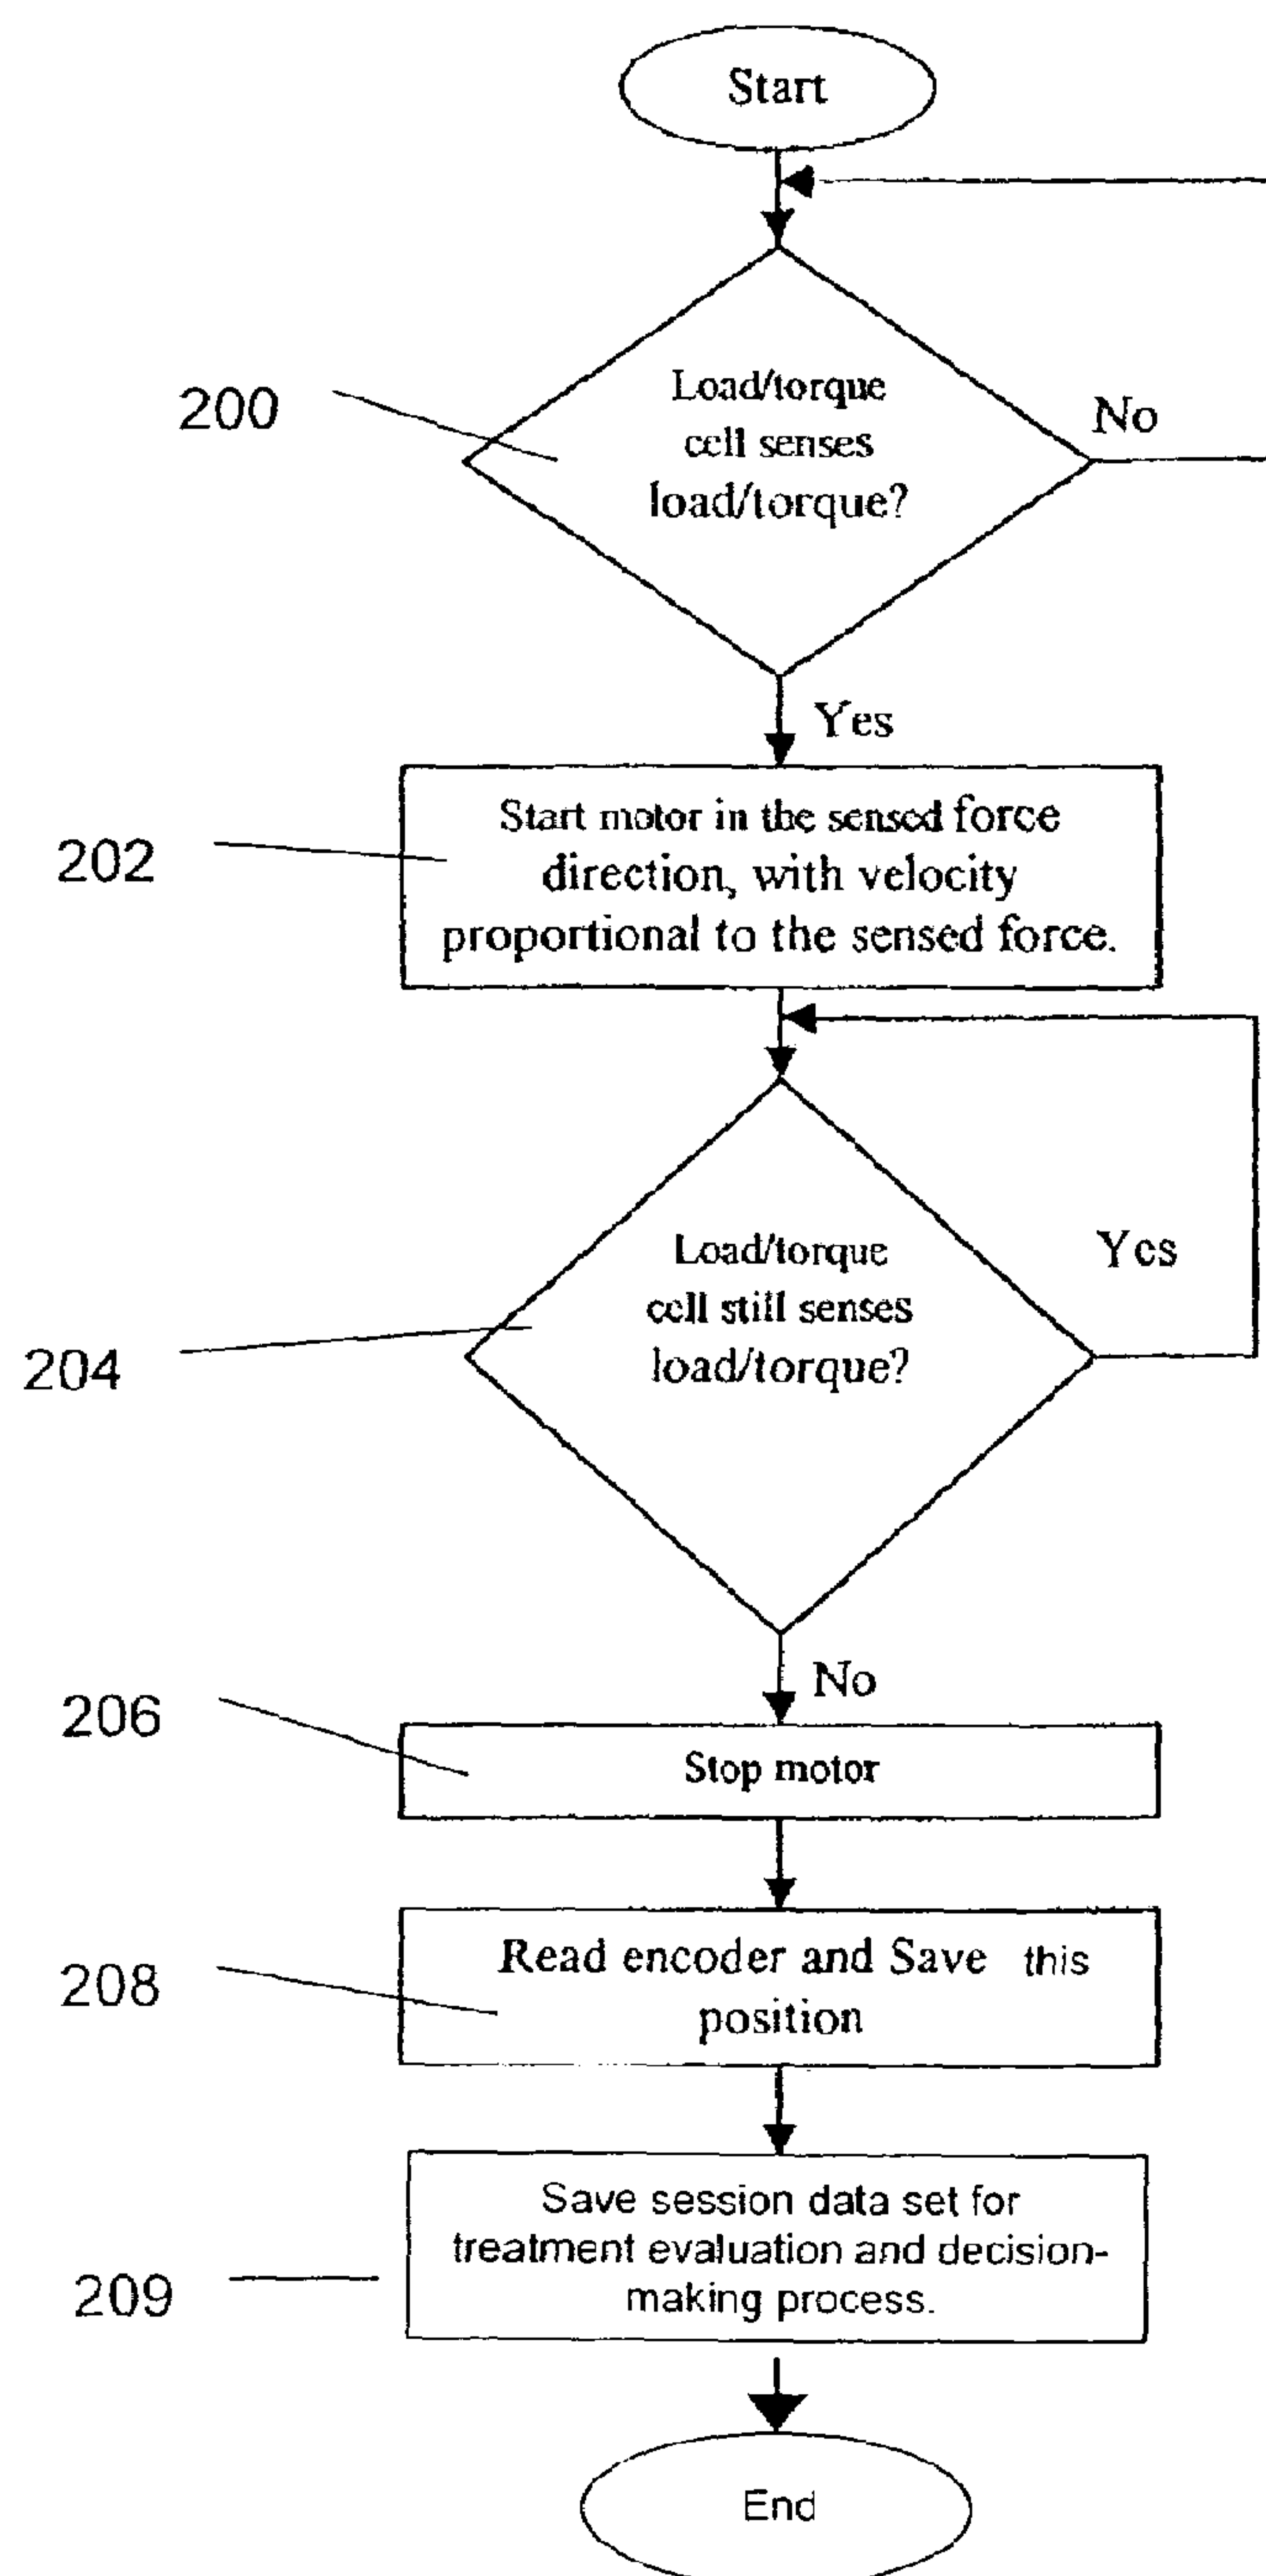 Start
200
Load/torque
cell senses
load/torque?
No
Yes
202
Start motor in the sensed force
direction, with velocity
proportional to the sensed force.
204
Load/torque
cell still senses
load/torque?
Yes
No
206
Stop motor
208
Read encoder and Save this
position
209
Save session data set for
treatment evaluation and decision-
making process.
End